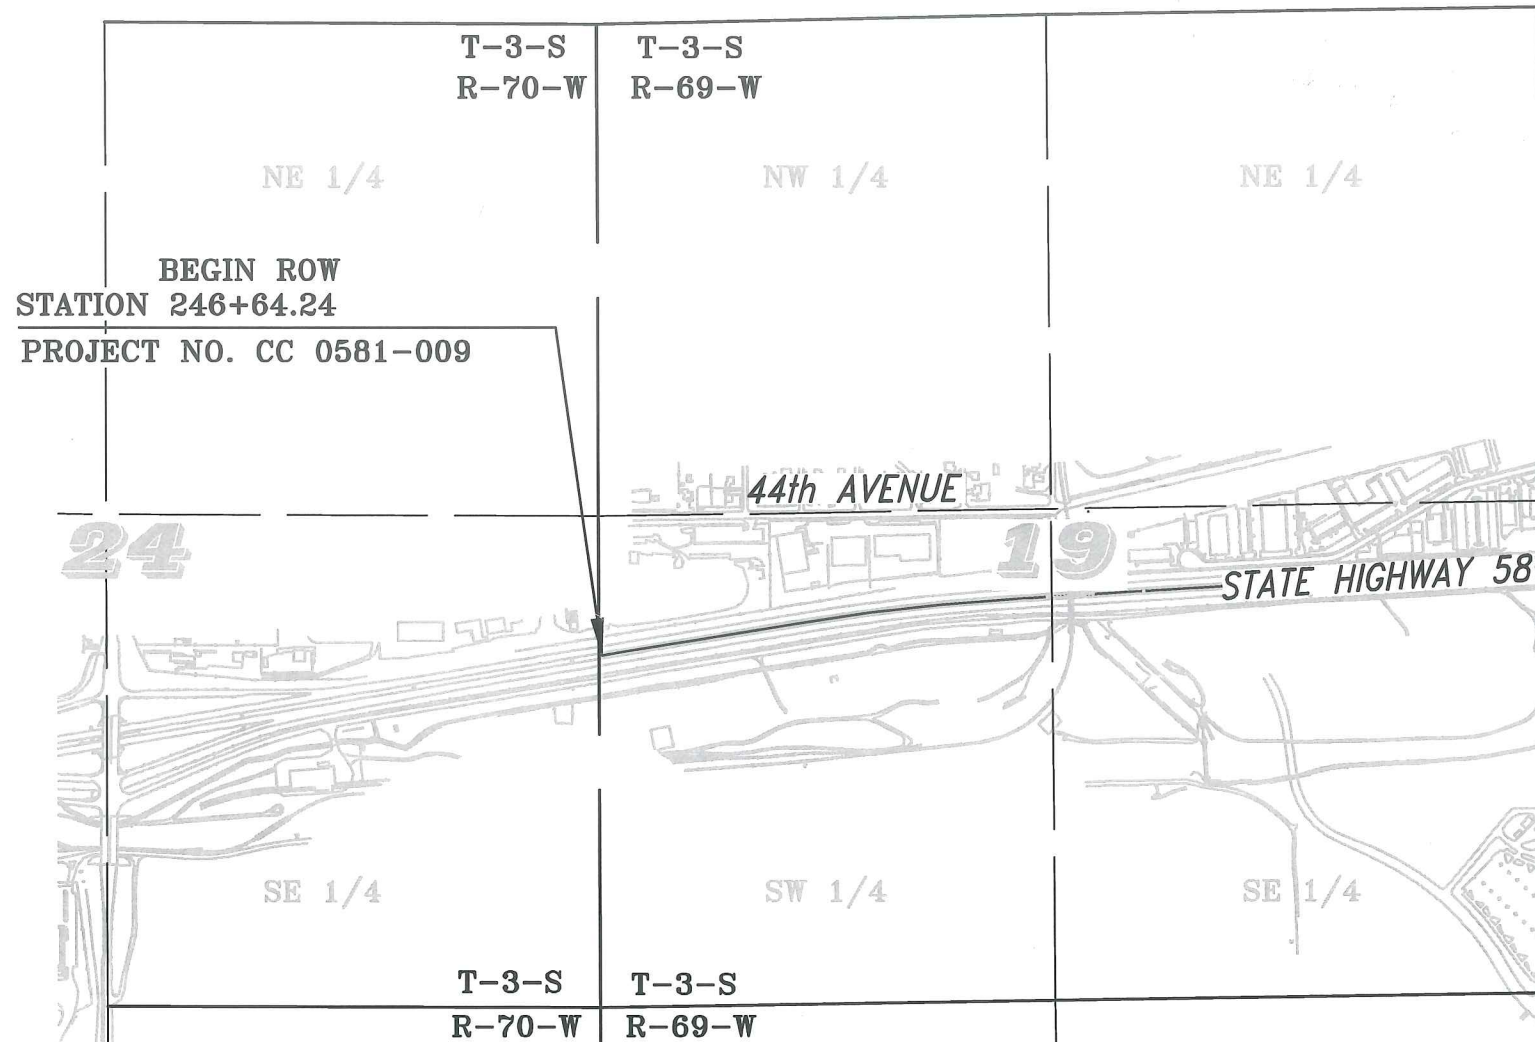 T-3-S T-3-S
R-70-W R-69-W
NE 1/4 NW 1/4 NE 1/4
BEGIN ROW
STATION 246+64.24
PROJECT NO. CC 0581-009
44th AVENUE
24 19
STATE HIGHWAY 58
SE 1/4 SW 1/4 SE 1/4
T-3-S T-3-S
R-70-W R-69-W